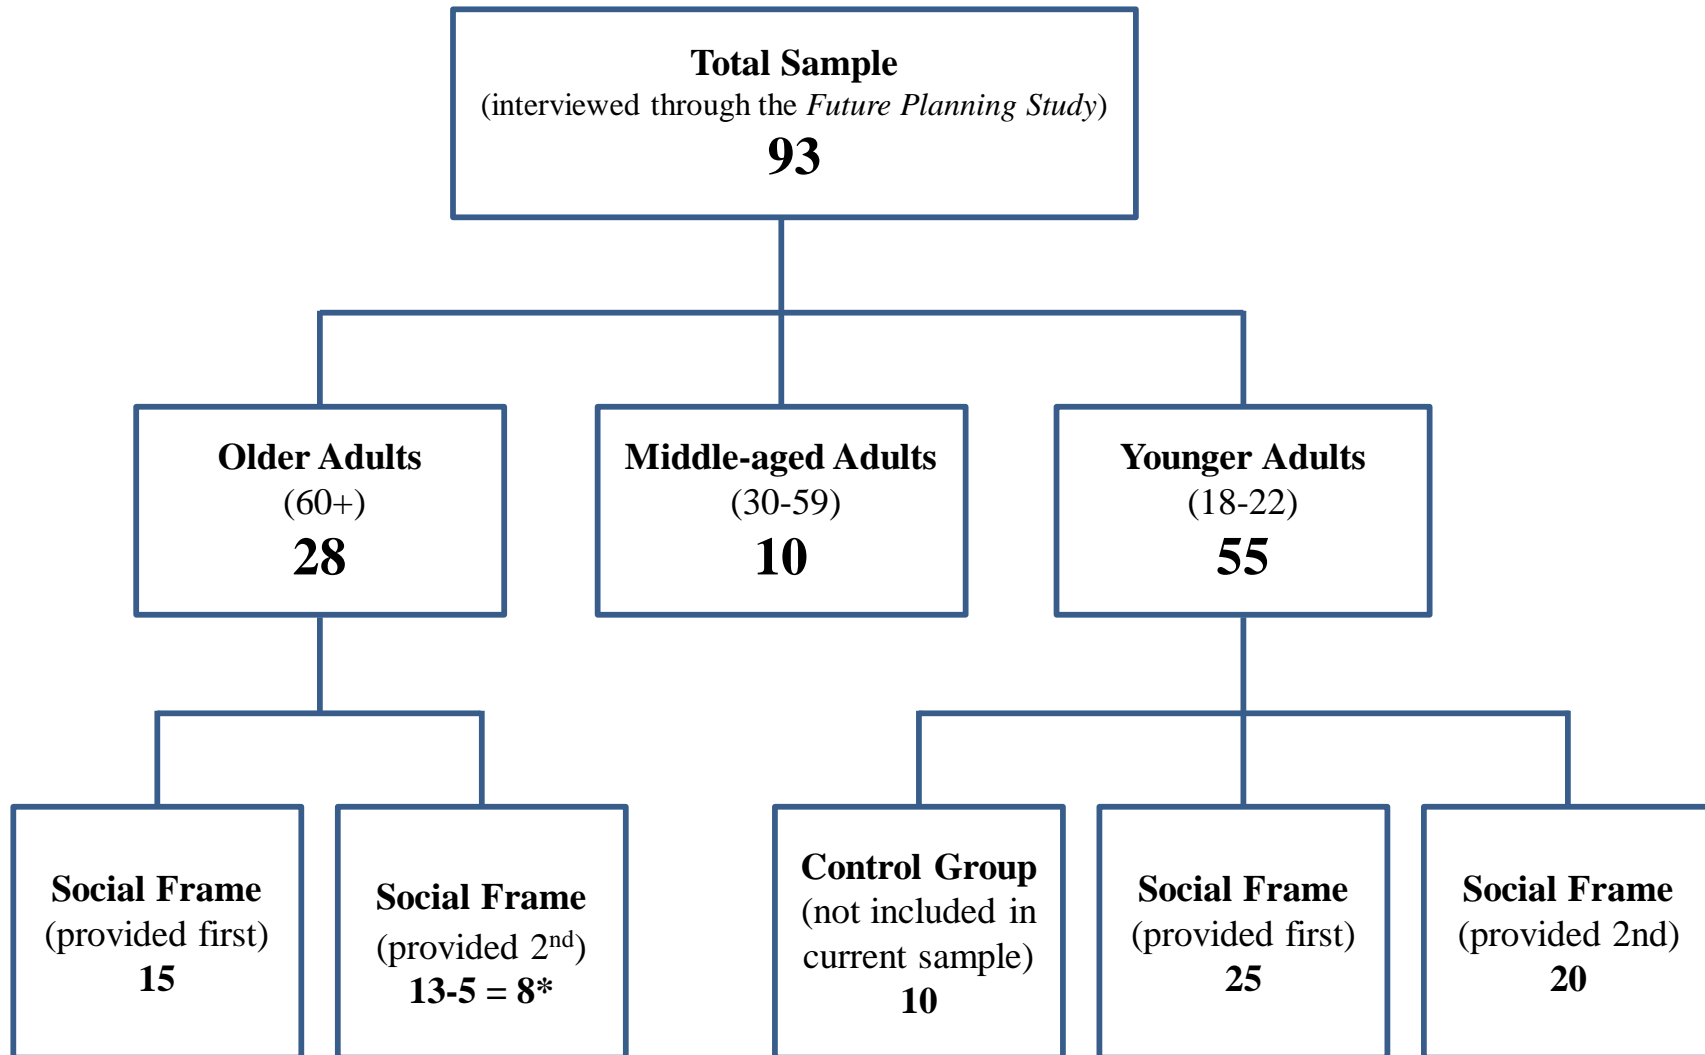 Total Sample
(interviewed through the Future Planning Study)
93
Older Adults
(60+)
28
Middle-aged Adults
(30-59)
10
Younger Adults
(18-22)
55
Social Frame
(provided first)
15
Social Frame
(provided 2nd)
13-5 = 8*
Control Group
(not included in
current sample)
10
Social Frame
(provided first)
25
Social Frame
(provided 2nd)
20